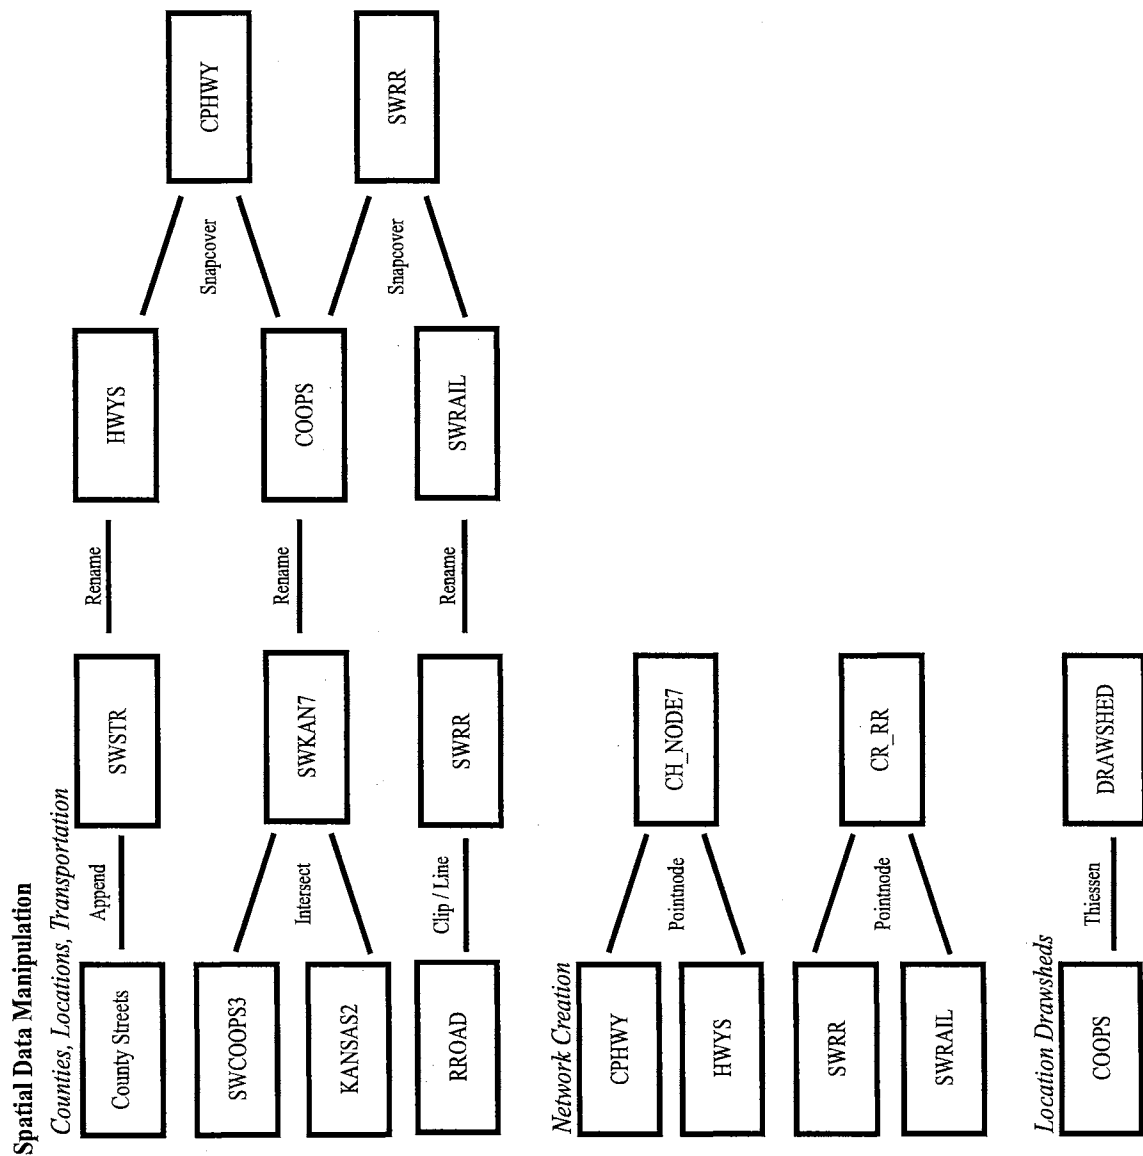 Spatial Data Manipulation
Counties, Locations, Transportation
County Streets
Append
SWSTR
Rename
HWYS
Snapcover
CPHWY
SWCOOPS3
KANSAS2
Intersect
SWKAN7
Rename
COOPS
Snapcover
SWRR
RROAD
Clip / Line
SWRR
Rename
SWRAIL
Network Creation
CPHWY
HWYS
Pointnode
CH_NODE7
SWRR
SWRAIL
Pointnode
CR_RR
Location Drawsheds
COOPS
Thiessen
DRAWSHED